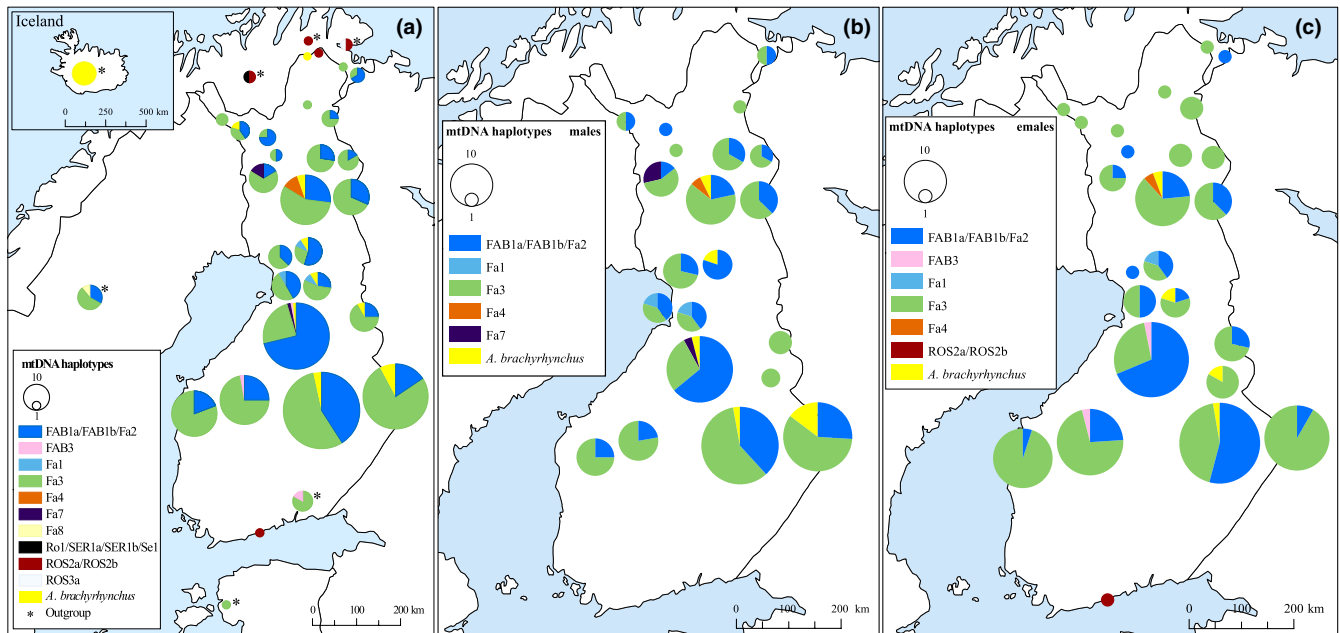 Iceland
*
0 250 500 km
(a)
*
*
*
*
mtDNA haplotypes
10
1
FAB1a/FAB1b/Fa2
FAB3
Fa1
Fa3
Fa4
Fa7
Fa8
Ro1/SER1a/SER1b/Se1
ROS2a/ROS2b
ROS3a
A. brachyrhynchus
* Outgroup
*
*
0 100 200 km
(b)
mtDNA haplotypes males
10
1
FAB1a/FAB1b/Fa2
Fa1
Fa3
Fa4
Fa7
A. brachyrhynchus
0 100 200 km
(c)
mtDNA haplotypes emales
10
1
FAB1a/FAB1b/Fa2
FAB3
Fa1
Fa3
Fa4
ROS2a/ROS2b
A. brachyrhynchus
0 100 200 km